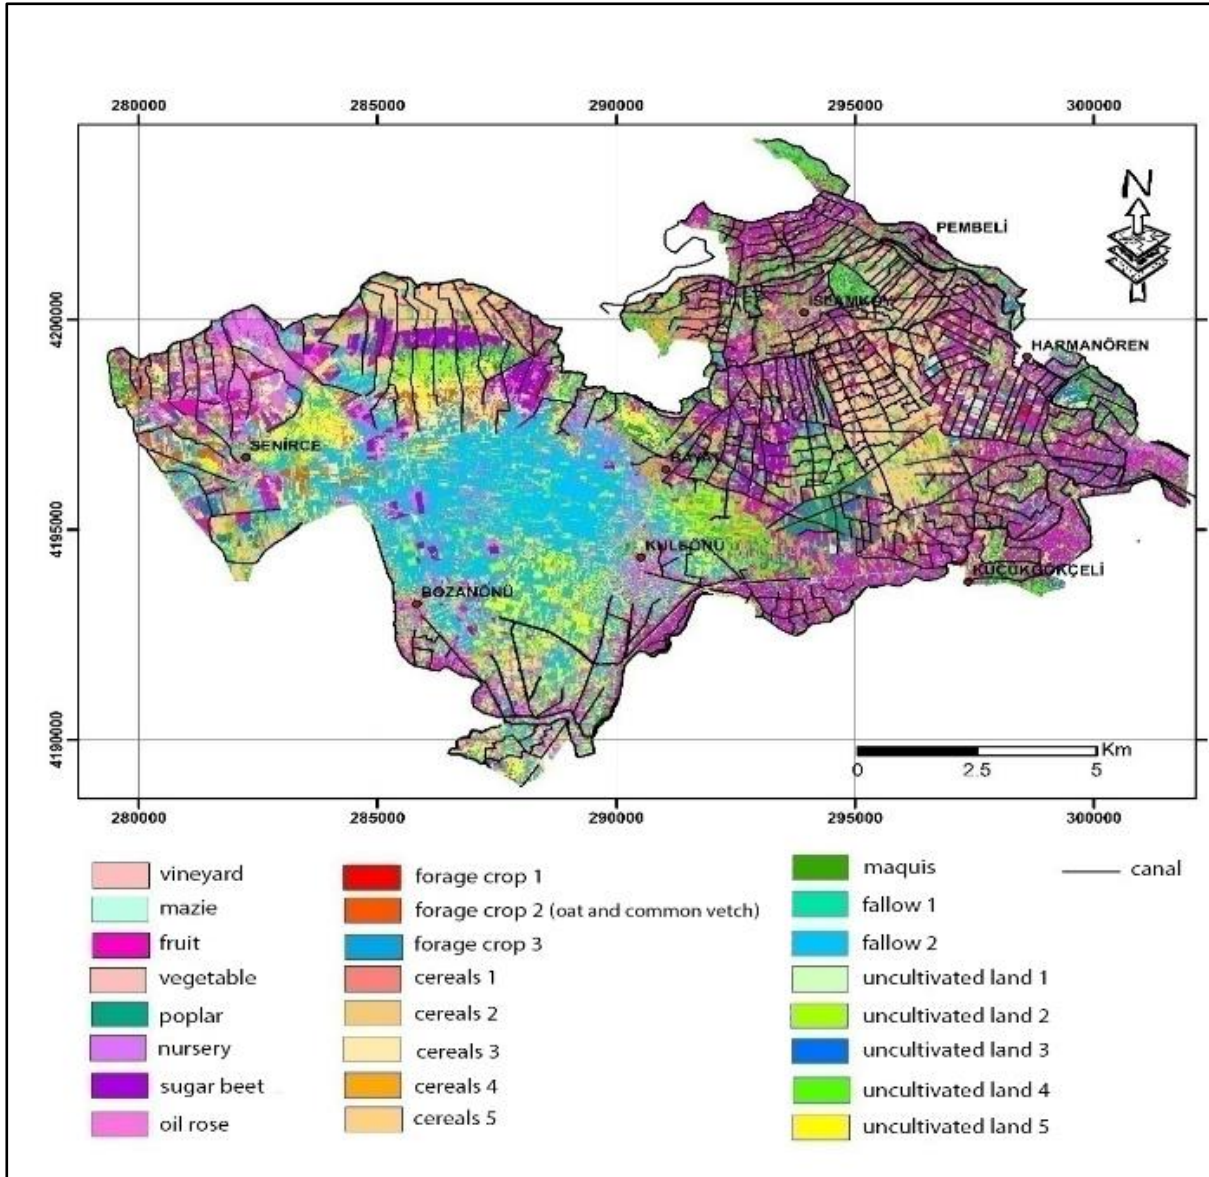 280000 285000 290000 295000 300000
N
PEMBELİ
4200000
İSLAMKÖY
HARMANÖREN
SENİRCE
4195000
KULEÖNÜ
KÜÇÜKGÖKÇELİ
BOZANÖNÜ
4190000
Km
0 2.5 5
280000 285000 290000 295000 300000
vineyard
mazie
fruit
vegetable
poplar
nursery
sugar beet
oil rose
forage crop 1
forage crop 2 (oat and common vetch)
forage crop 3
cereals 1
cereals 2
cereals 3
cereals 4
cereals 5
maquis
fallow 1
fallow 2
uncultivated land 1
uncultivated land 2
uncultivated land 3
uncultivated land 4
uncultivated land 5
canal